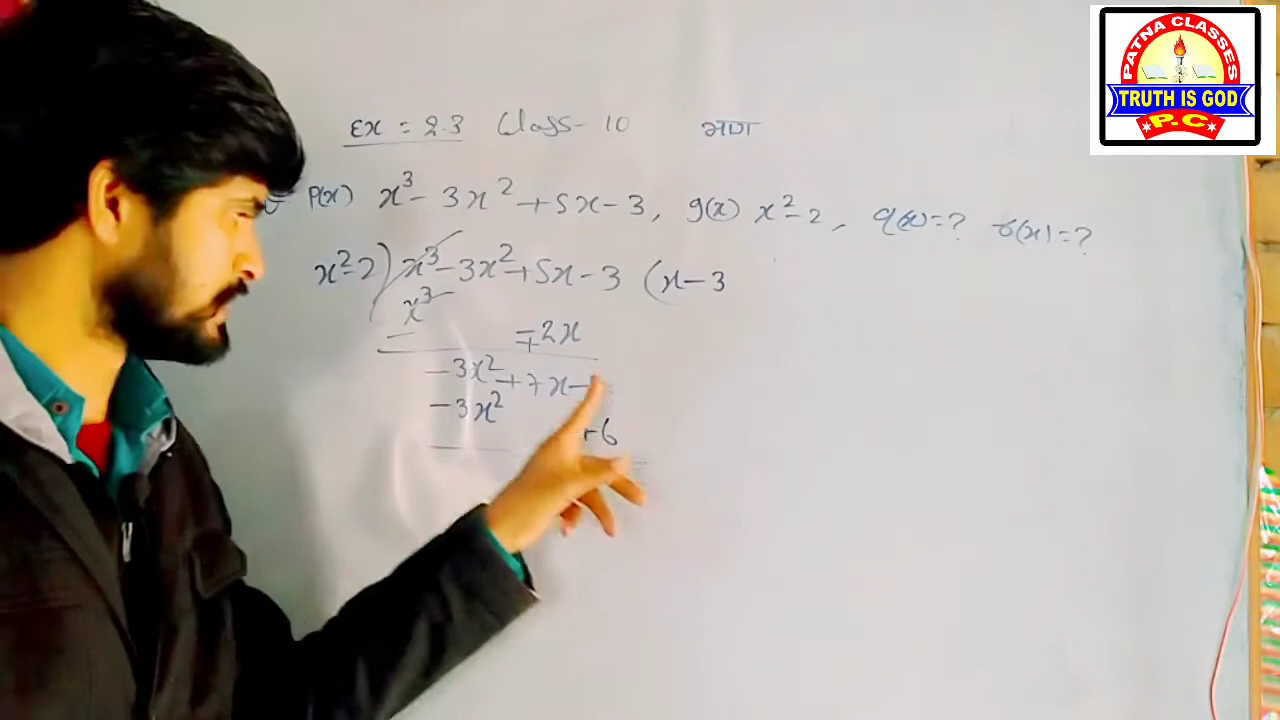 PATNA CLASSES
TRUTH IS GOD
P.C
Ex = 2.3 Class - 10 भाग
P(x) x³ - 3x² + 5x - 3, g(x) x² - 2, q(x) = ? r(x) = ?
x² - 2) x³ - 3x² + 5x - 3 (x - 3
x³
- ∓2x
- 3x² + 7x -
- 3x²
+6